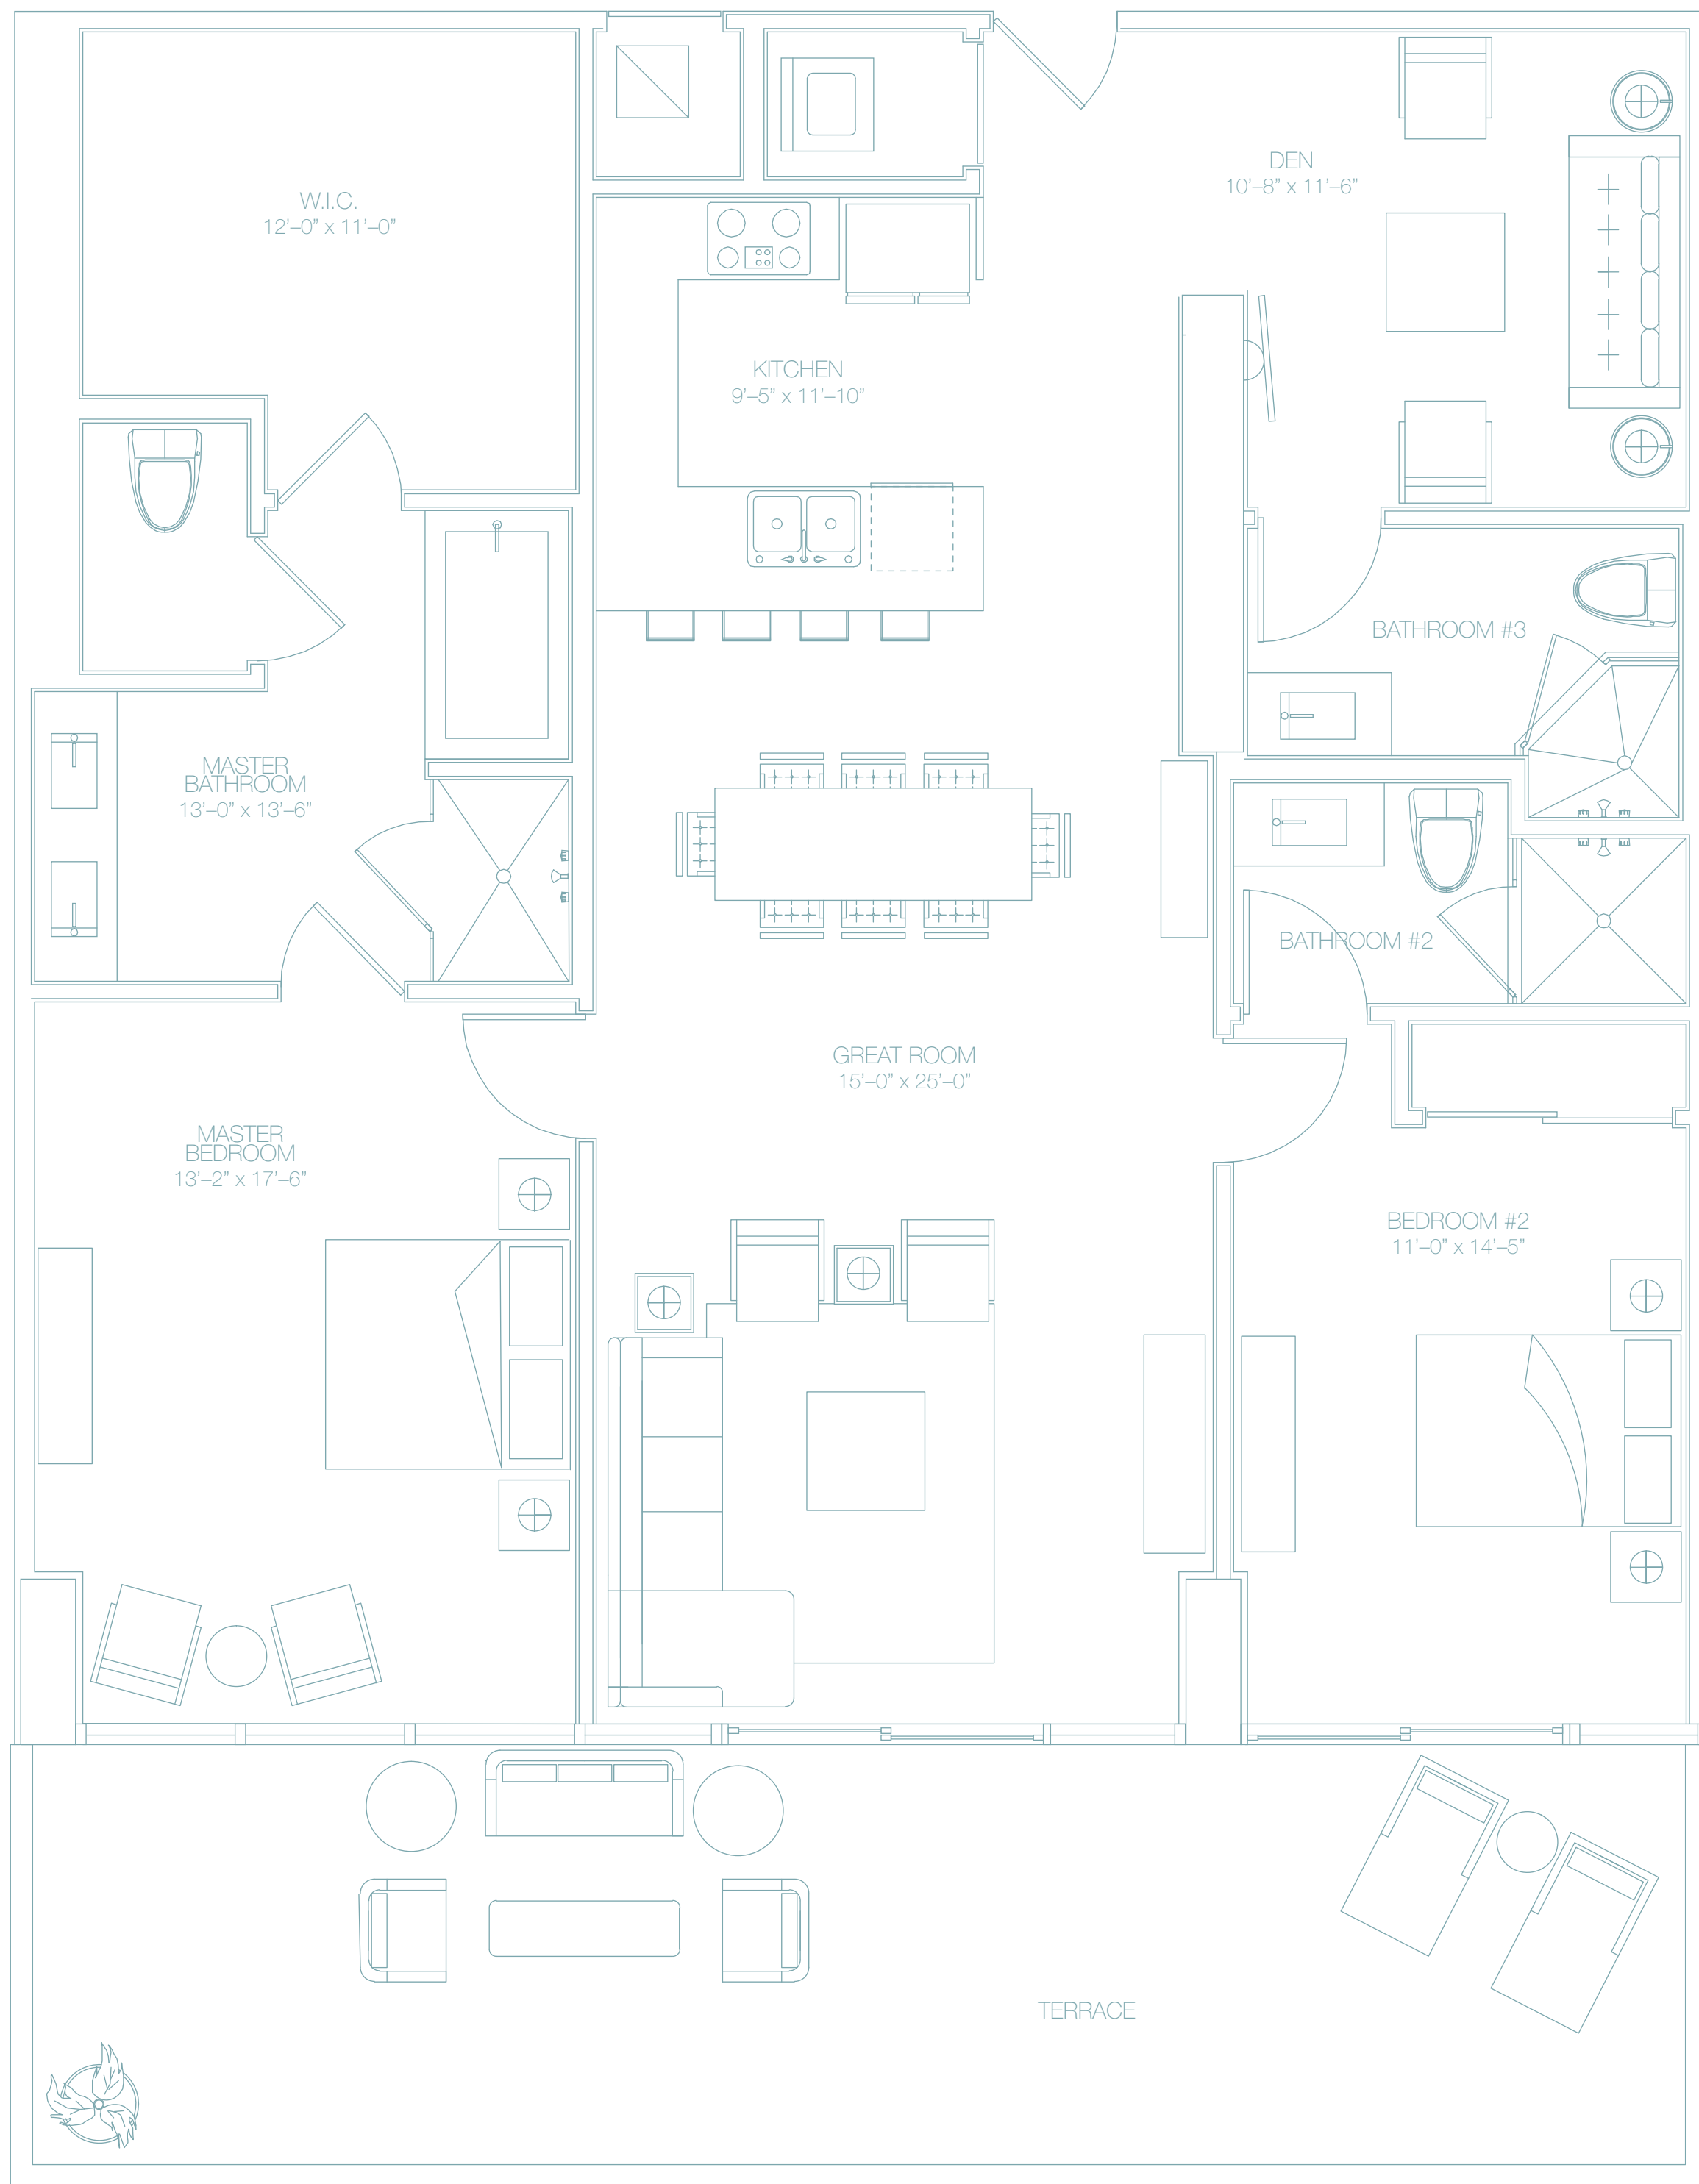 DEN
10’–8” x 11’–6”
W.I.C.
12’–0” x 11’–0”
KITCHEN
9’–5” x 11’–10”
BATHROOM #3
MASTER
BATHROOM
13’–0” x 13’–6”
BATHROOM #2
GREAT ROOM
15’–0” x 25’–0”
MASTER
BEDROOM
13’–2” x 17’–6”
BEDROOM #2
11’–0” x 14’–5”
TERRACE